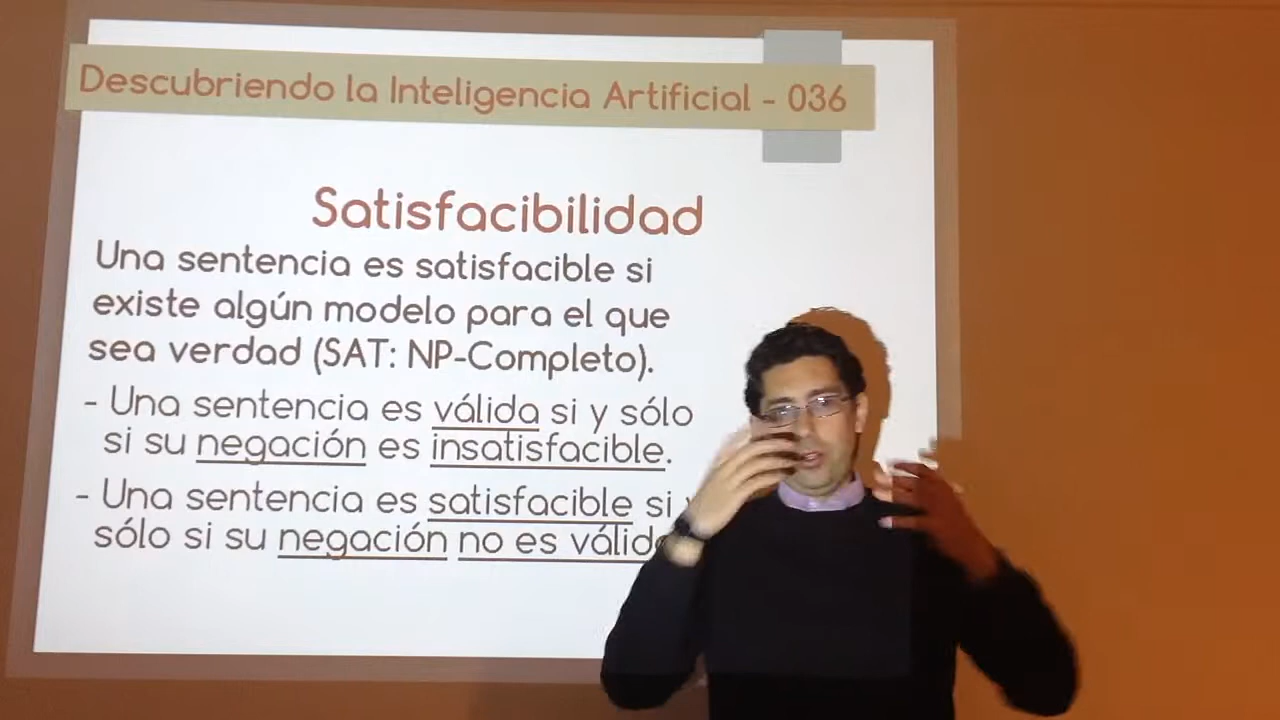 Descubriendo la Inteligencia Artificial - 036
Satisfacibilidad
Una sentencia es satisfacible si
existe algún modelo para el que
sea verdad (SAT: NP-Completo).
- Una sentencia es válida si y sólo
si su negación es insatisfacible.
- Una sentencia es satisfacible si
sólo si su negación no es